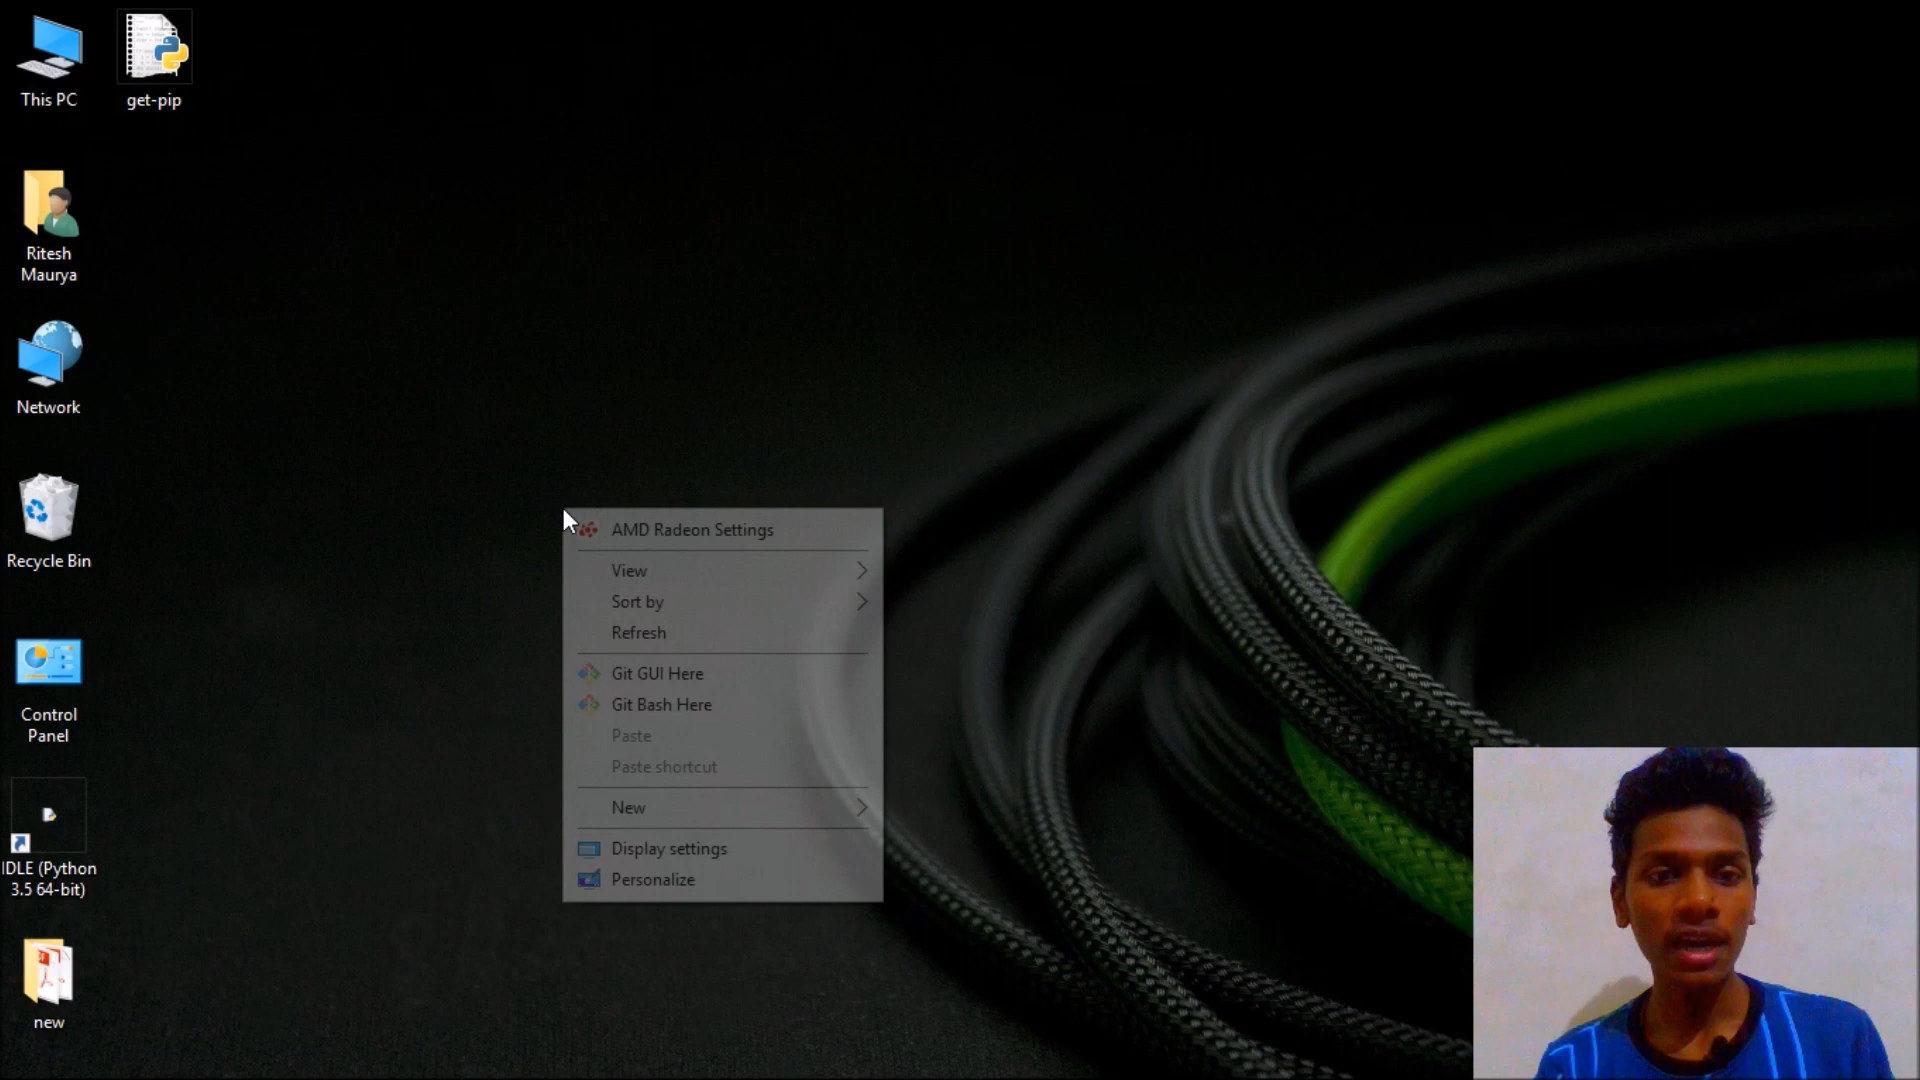 This PC
get-pip
Ritesh
Maurya
Network
Recycle Bin
Control
Panel
IDLE (Python
3.5 64-bit)
new
AMD Radeon Settings
View
Sort by
Refresh
Git GUI Here
Git Bash Here
Paste
Paste shortcut
New
Display settings
Personalize